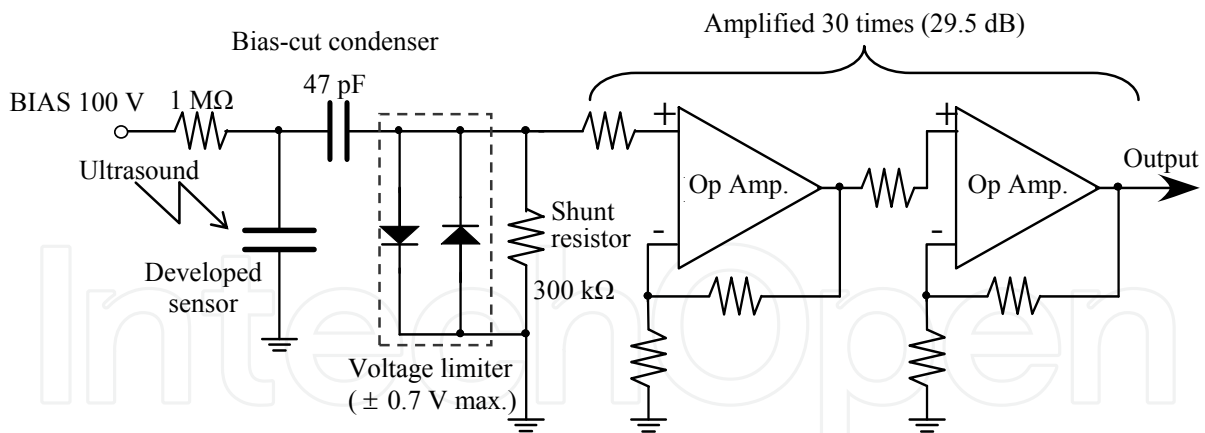 Amplified 30 times (29.5 dB)
Bias-cut condenser
47 pF
BIAS 100 V
1 MΩ
Ultrasound
Developed
sensor
Shunt
resistor
300 kΩ
Voltage limiter
( ± 0.7 V max.)
+
Op Amp.
-
+
Op Amp.
-
Output
IntechOpen